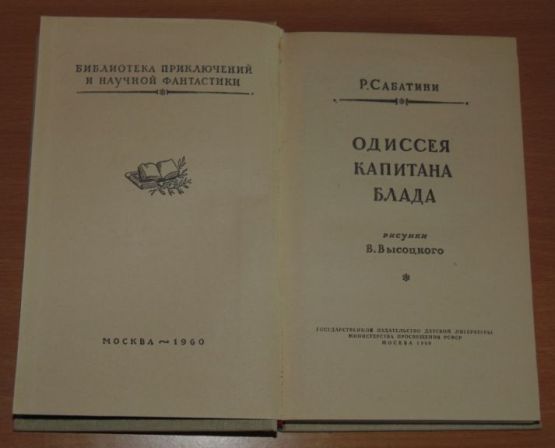 БИБЛИОТЕКА ПРИКЛЮЧЕНИЙ
И НАУЧНОЙ ФАНТАСТИКИ
МОСКВА ~ 1960
Р. САБАТИНИ
ОДИССЕЯ
КАПИТАНА
БЛАДА
рисунки
В. ВЫСОЦКОГО
ГОСУДАРСТВЕННОЕ ИЗДАТЕЛЬСТВО ДЕТСКОЙ ЛИТЕРАТУРЫ
МИНИСТЕРСТВА ПРОСВЕЩЕНИЯ РСФСР
МОСКВА 1960